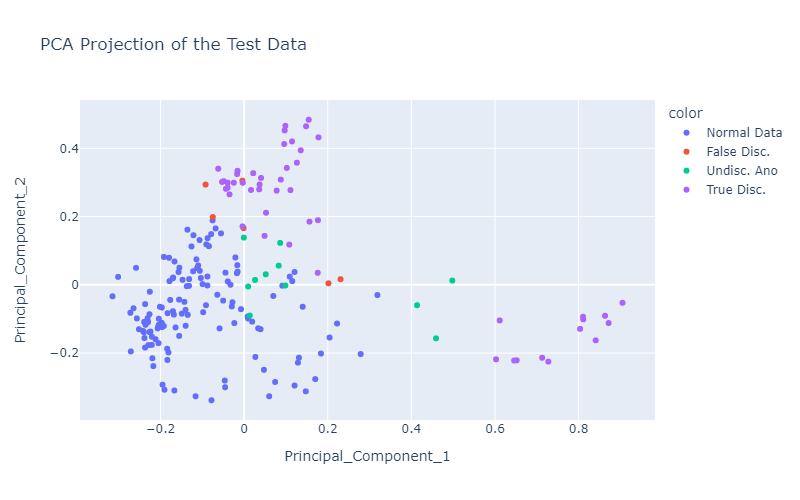 PCA Projection of the Test Data
color
Normal Data
False Disc.
Undisc. Ano
True Disc.
0.4
0.2
0
−0.2
−0.2
0
0.2
0.4
0.6
0.8
Principal_Component_1
Principal_Component_2